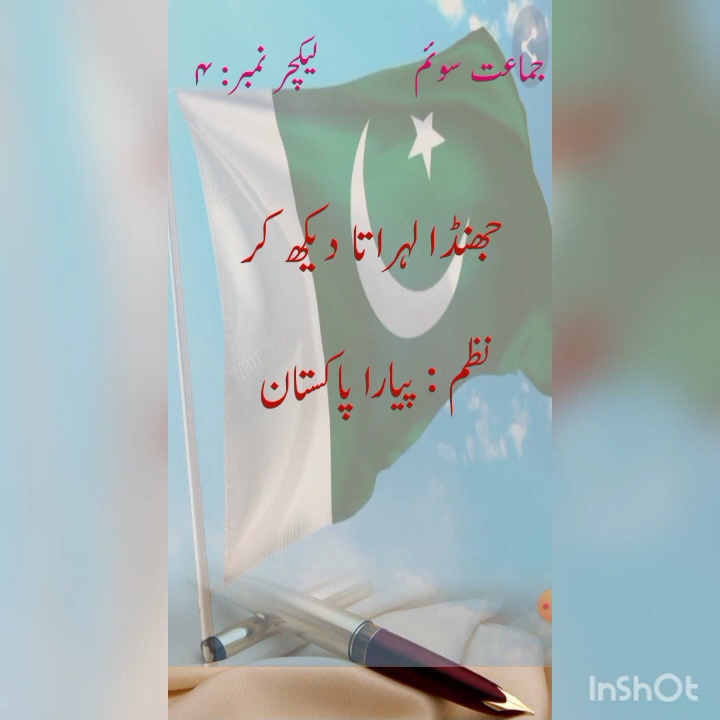 جماعت سوئم لیکچر نمبر: ۴
جھنڈا لہراتا دیکھ کر
نظم : پیارا پاکستان
InShOt